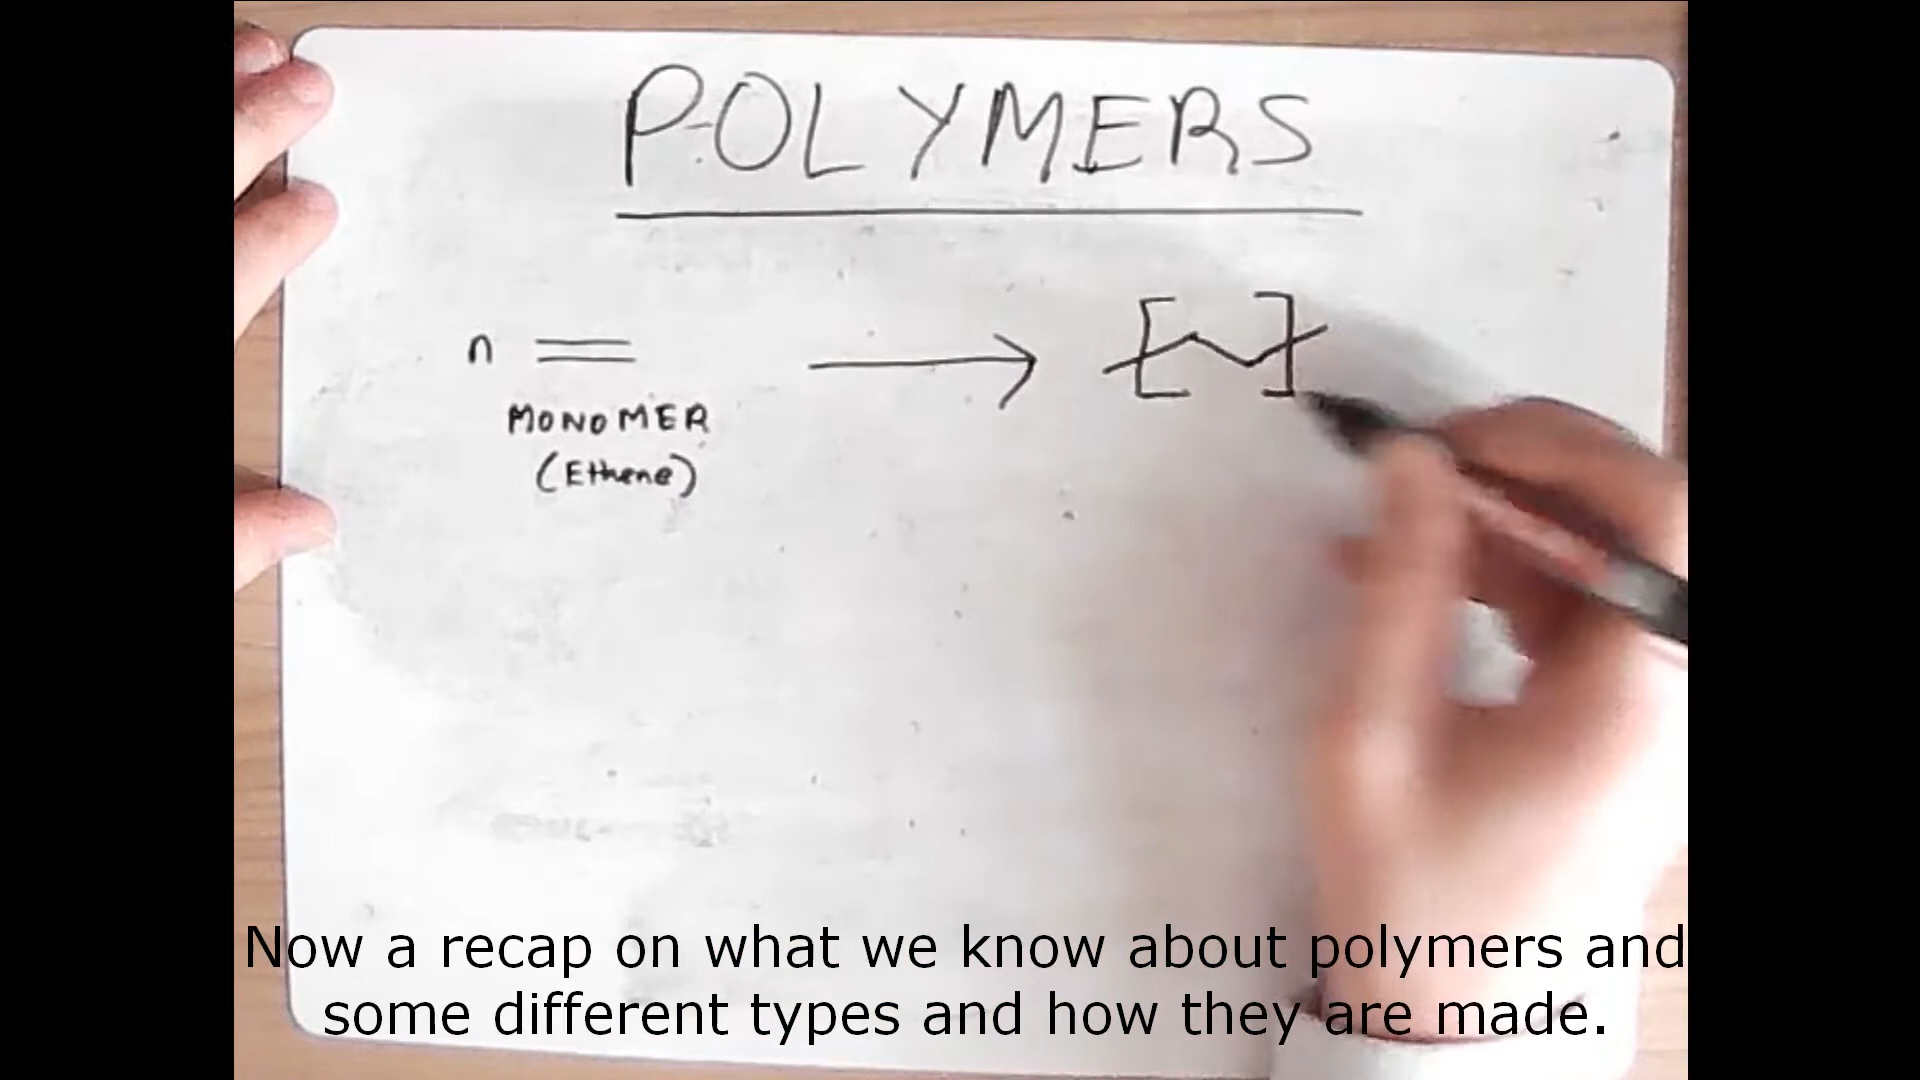 POLYMERS
n
MONOMER
(Ethene)
Now a recap on what we know about polymers and
some different types and how they are made.